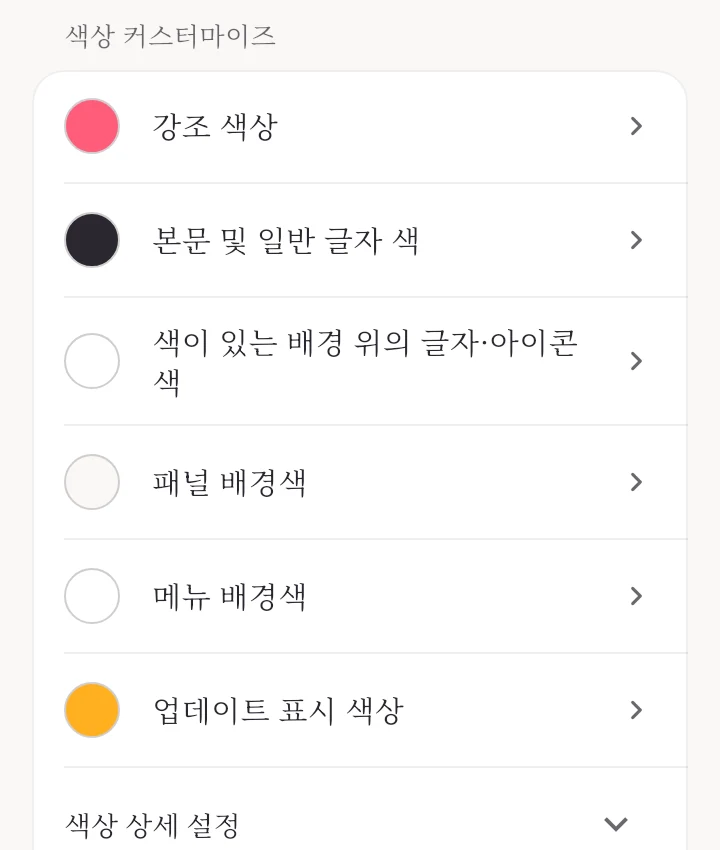 색상 커스터마이즈
강조 색상
본문 및 일반 글자 색
색이 있는 배경 위의 글자·아이콘
색
패널 배경색
메뉴 배경색
업데이트 표시 색상
색상 상세 설정